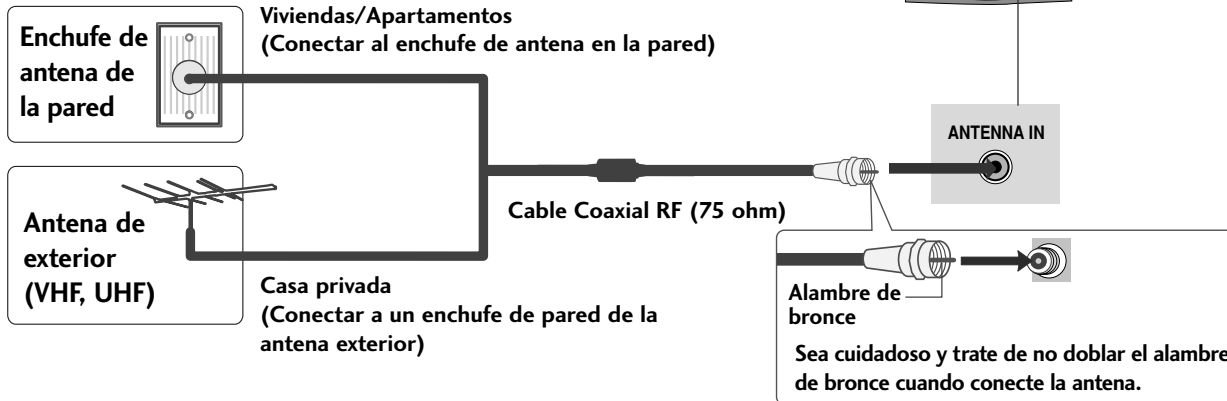 Enchufe de
antena de
la pared
Viviendas/Apartamentos
(Conectar al enchufe de antena en la pared)
ANTENNA IN
Antena de
exterior
(VHF, UHF)
Cable Coaxial RF (75 ohm)
Casa privada
(Conectar a un enchufe de pared de la
antena exterior)
Alambre de
bronce
Sea cuidadoso y trate de no doblar el alambre
de bronce cuando conecte la antena.